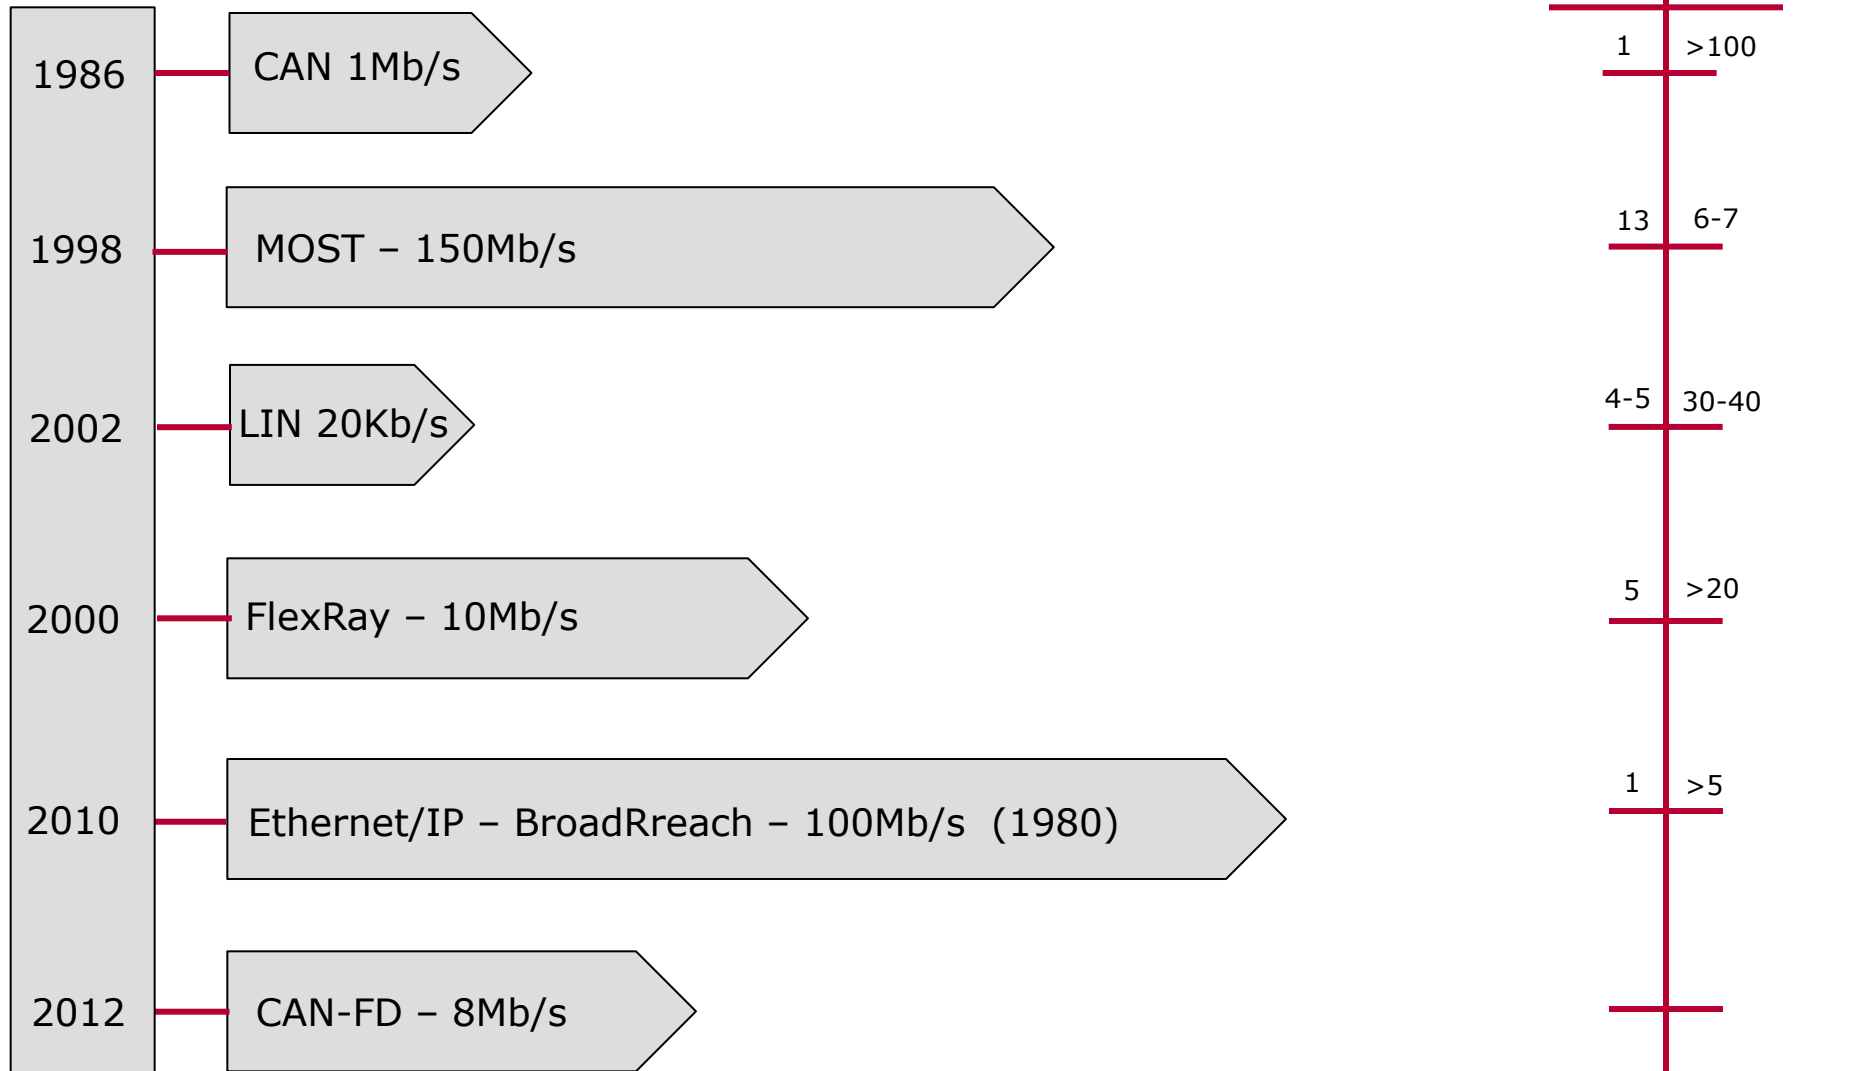 1986
CAN 1Mb/s
1 >100
1998
MOST – 150Mb/s
13 6-7
2002
LIN 20Kb/s
4-5 30-40
2000
FlexRay – 10Mb/s
5 >20
2010
Ethernet/IP – BroadRreach – 100Mb/s (1980)
1 >5
2012
CAN-FD – 8Mb/s